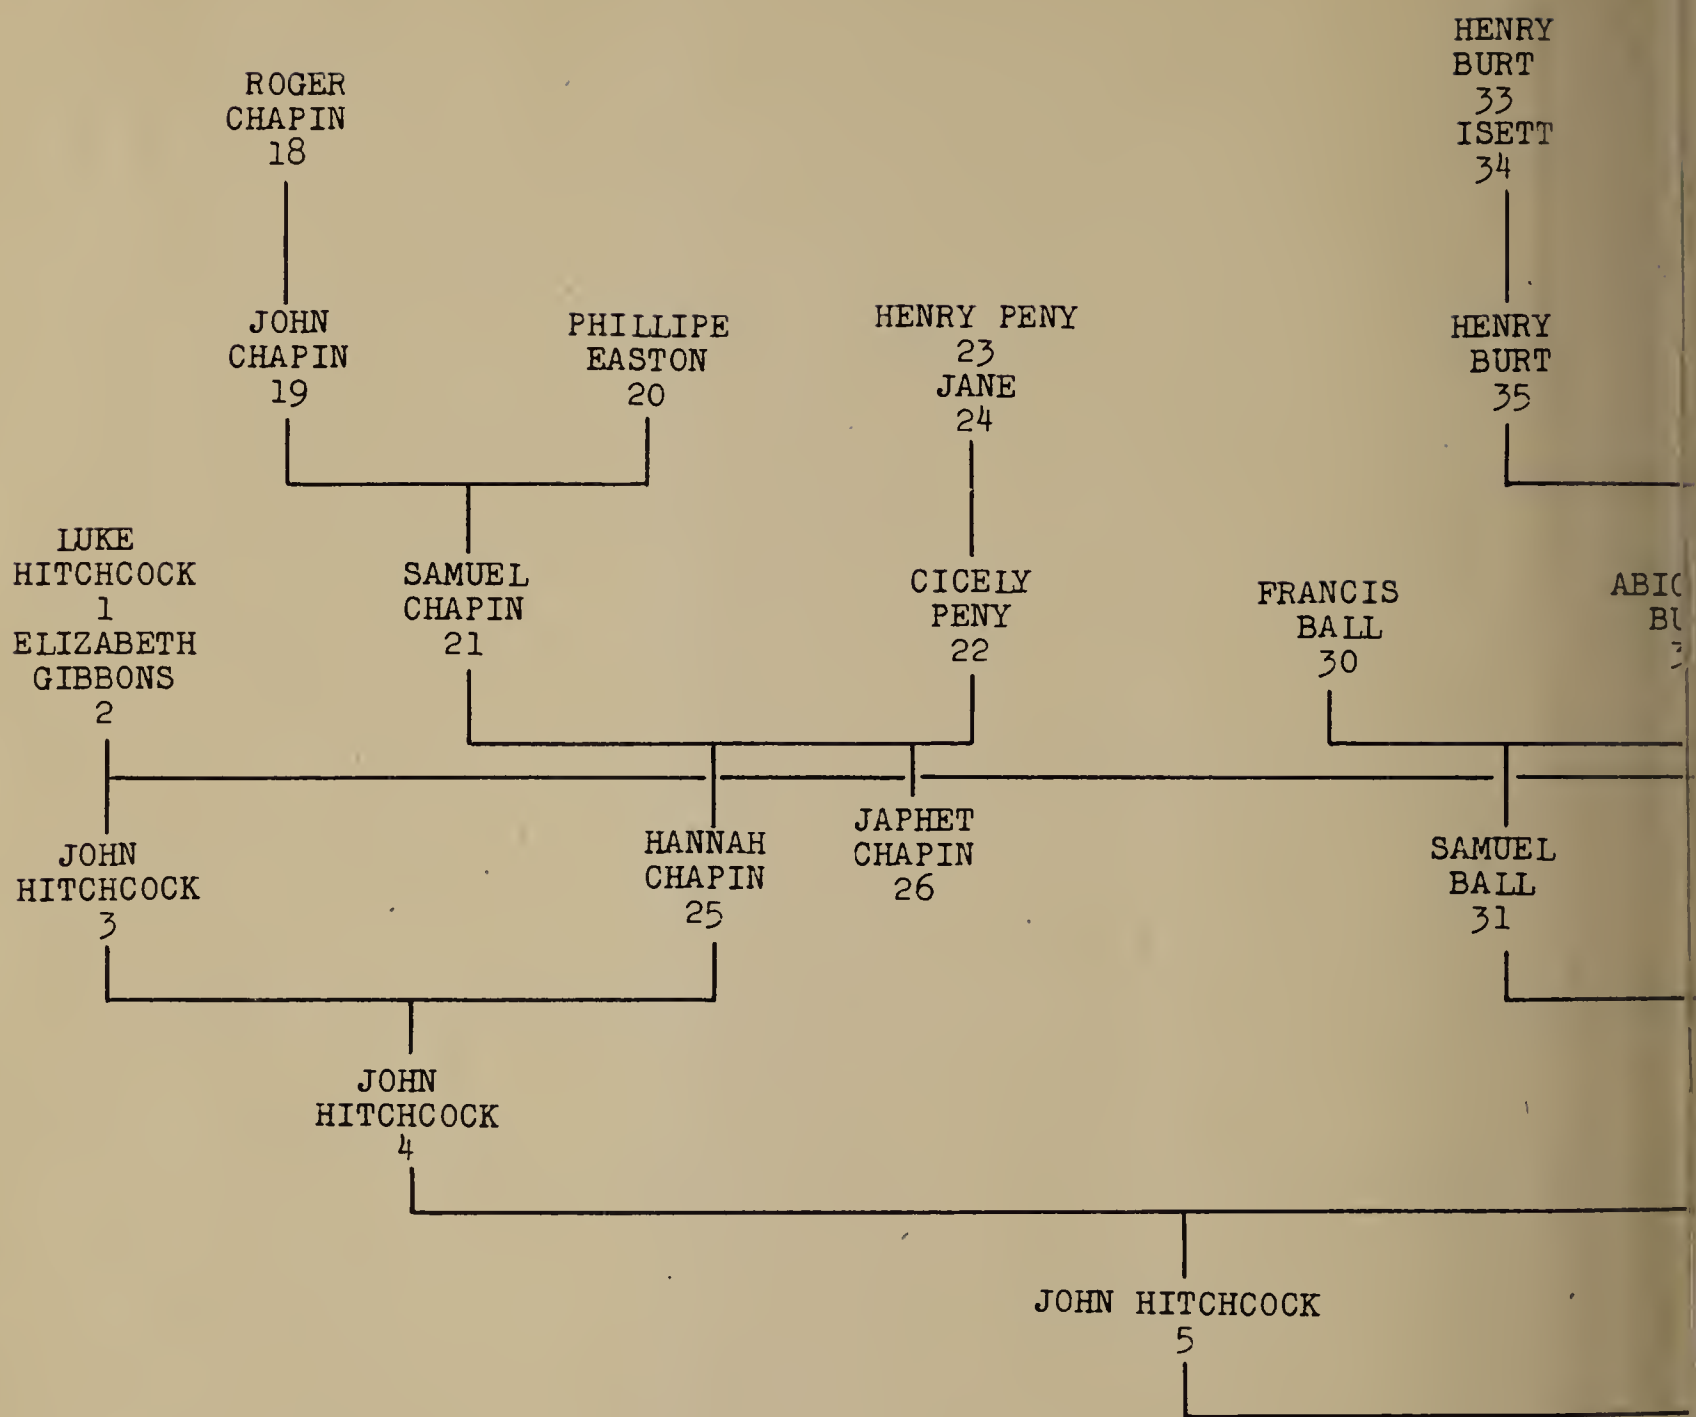 HENRY
BURT
33
ISETT
34
ROGER
CHAPIN
18
JOHN
CHAPIN
19
PHILLIPE
EASTON
20
HENRY PENY
23
JANE
24
HENRY
BURT
35
LUKE
HITCHCOCK
1
ELIZABETH
GIBBONS
2
SAMUEL
CHAPIN
21
CICELY
PENY
22
FRANCIS
BALL
30
JOHN
HITCHCOCK
3
HANNAH
CHAPIN
25
JAPHET
CHAPIN
26
SAMUEL
BALL
31
JOHN
HITCHCOCK
4
JOHN HITCHCOCK
5